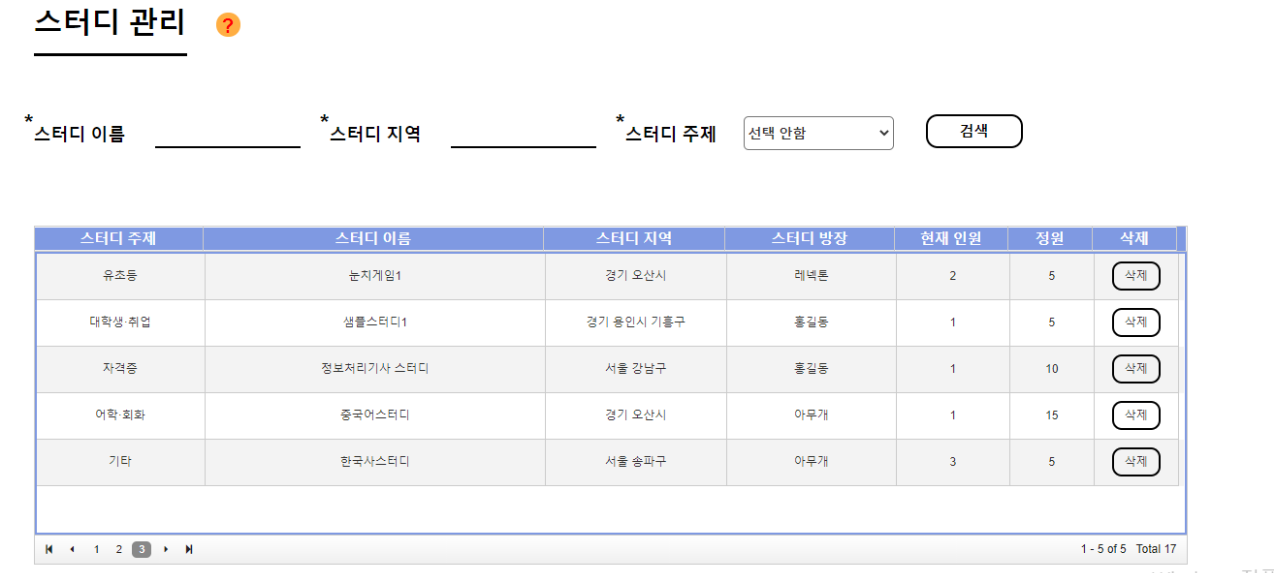 스터디 관리 ?
*스터디 이름 *스터디 지역 *스터디 주제 선택 안함 검색
스터디 주제 스터디 이름 스터디 지역 스터디 방장 현재 인원 정원 삭제
유초등 눈치게임1 경기 오산시 레넥톤 2 5 삭제
대학생·취업 샘플스터디1 경기 용인시 기흥구 홍길동 1 5 삭제
자격증 정보처리기사 스터디 서울 강남구 홍길동 1 10 삭제
어학·회화 중국어스터디 경기 오산시 아무개 1 15 삭제
기타 한국사스터디 서울 송파구 아무개 3 5 삭제
1 2 3 1 - 5 of 5 Total 17